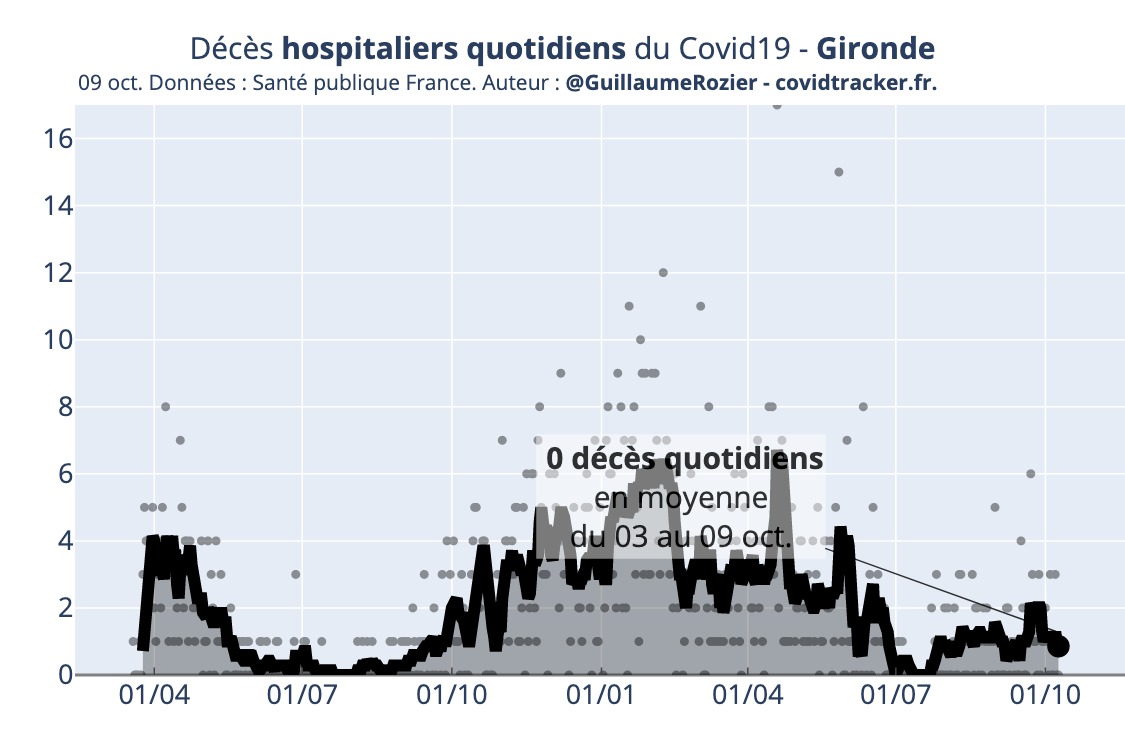 Décès hospitaliers quotidiens du Covid19 - Gironde
09 oct. Données : Santé publique France. Auteur : @GuillaumeRozier - covidtracker.fr.
16
14
12
10
8
6
4
2
0
0 décès quotidiens
en moyenne
du 03 au 09 oct.
01/04 01/07 01/10 01/01 01/04 01/07 01/10